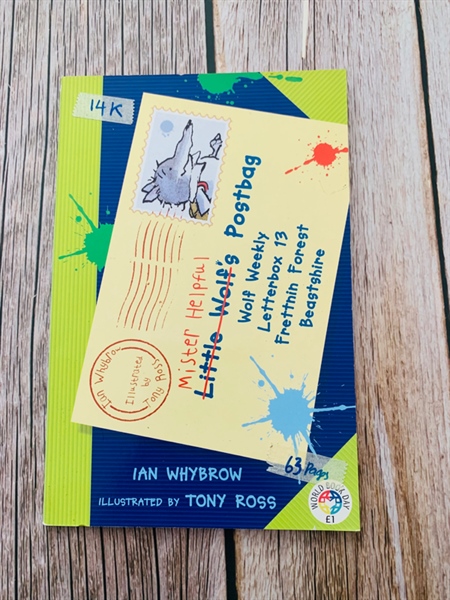 14K
Mister Helpful
Little Wolf's Postbag
Wolf Weekly
Letterbox 13
Frettnin Forest
Beastshire
Ian Whybrow
Illustrated
by
Tony Ross
IAN WHYBROW
ILLUSTRATED BY TONY ROSS
63 Pages
WORLD BOOK DAY
£1